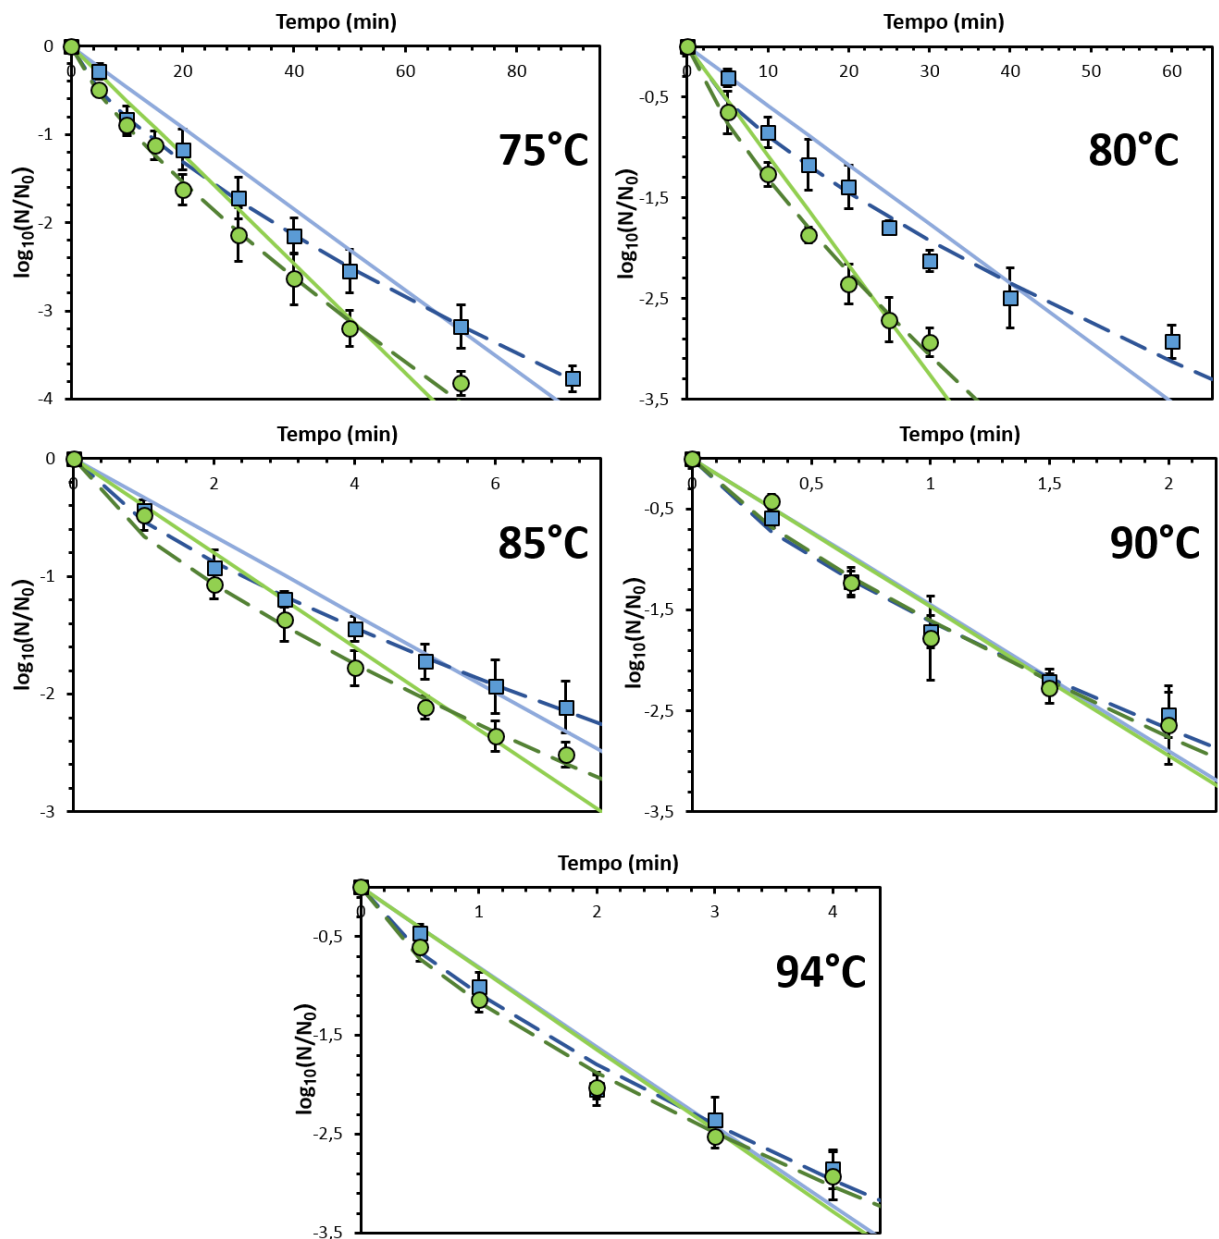 Tempo (min) Tempo (min)
0 0 20 40 60 80
-1
-2
-3
-4
log10(N/N0)
75°C
0 10 20 30 40 50 60
-0,5
-1,5
-2,5
-3,5
log10(N/N0)
80°C
Tempo (min) Tempo (min)
0 0 2 4 6
-1
-2
-3
log10(N/N0)
85°C
0 0,5 1 1,5 2
-0,5
-1,5
-2,5
-3,5
log10(N/N0)
90°C
Tempo (min)
0 1 2 3 4
-0,5
-1,5
-2,5
-3,5
log10(N/N0)
94°C